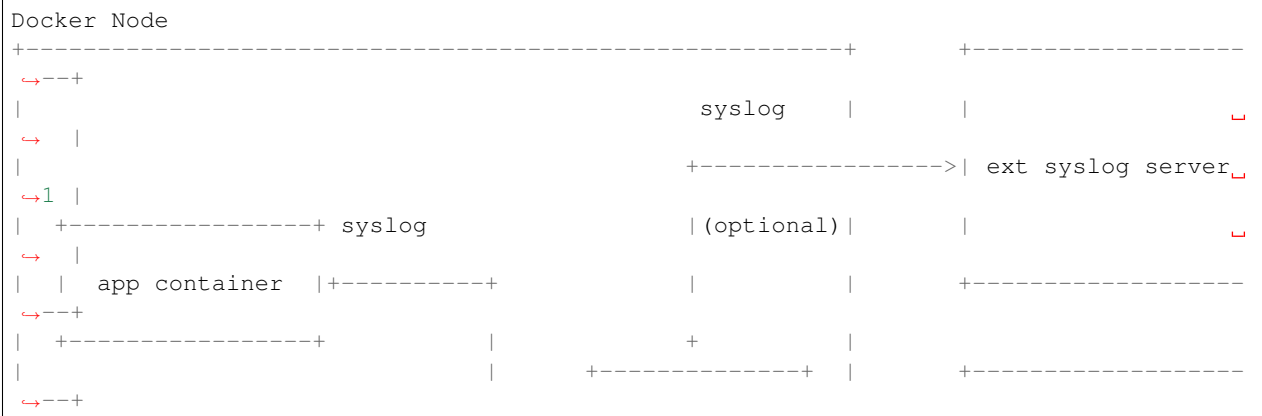 Docker Node
+---------------------------------------------------------+       +-------------------
↪--+
|                                               syslog    |       |                  ␣
↪  |
|                                              +----------------->| ext syslog server␣
↪1 |
|  +-----------------+ syslog                  |(optional)|       |                  ␣
↪  |
|  |  app container  |+----------+             |          |       +-------------------
↪--+
|  +-----------------+           |             +          |
|                                |      +--------------+  |       +-------------------
↪--+